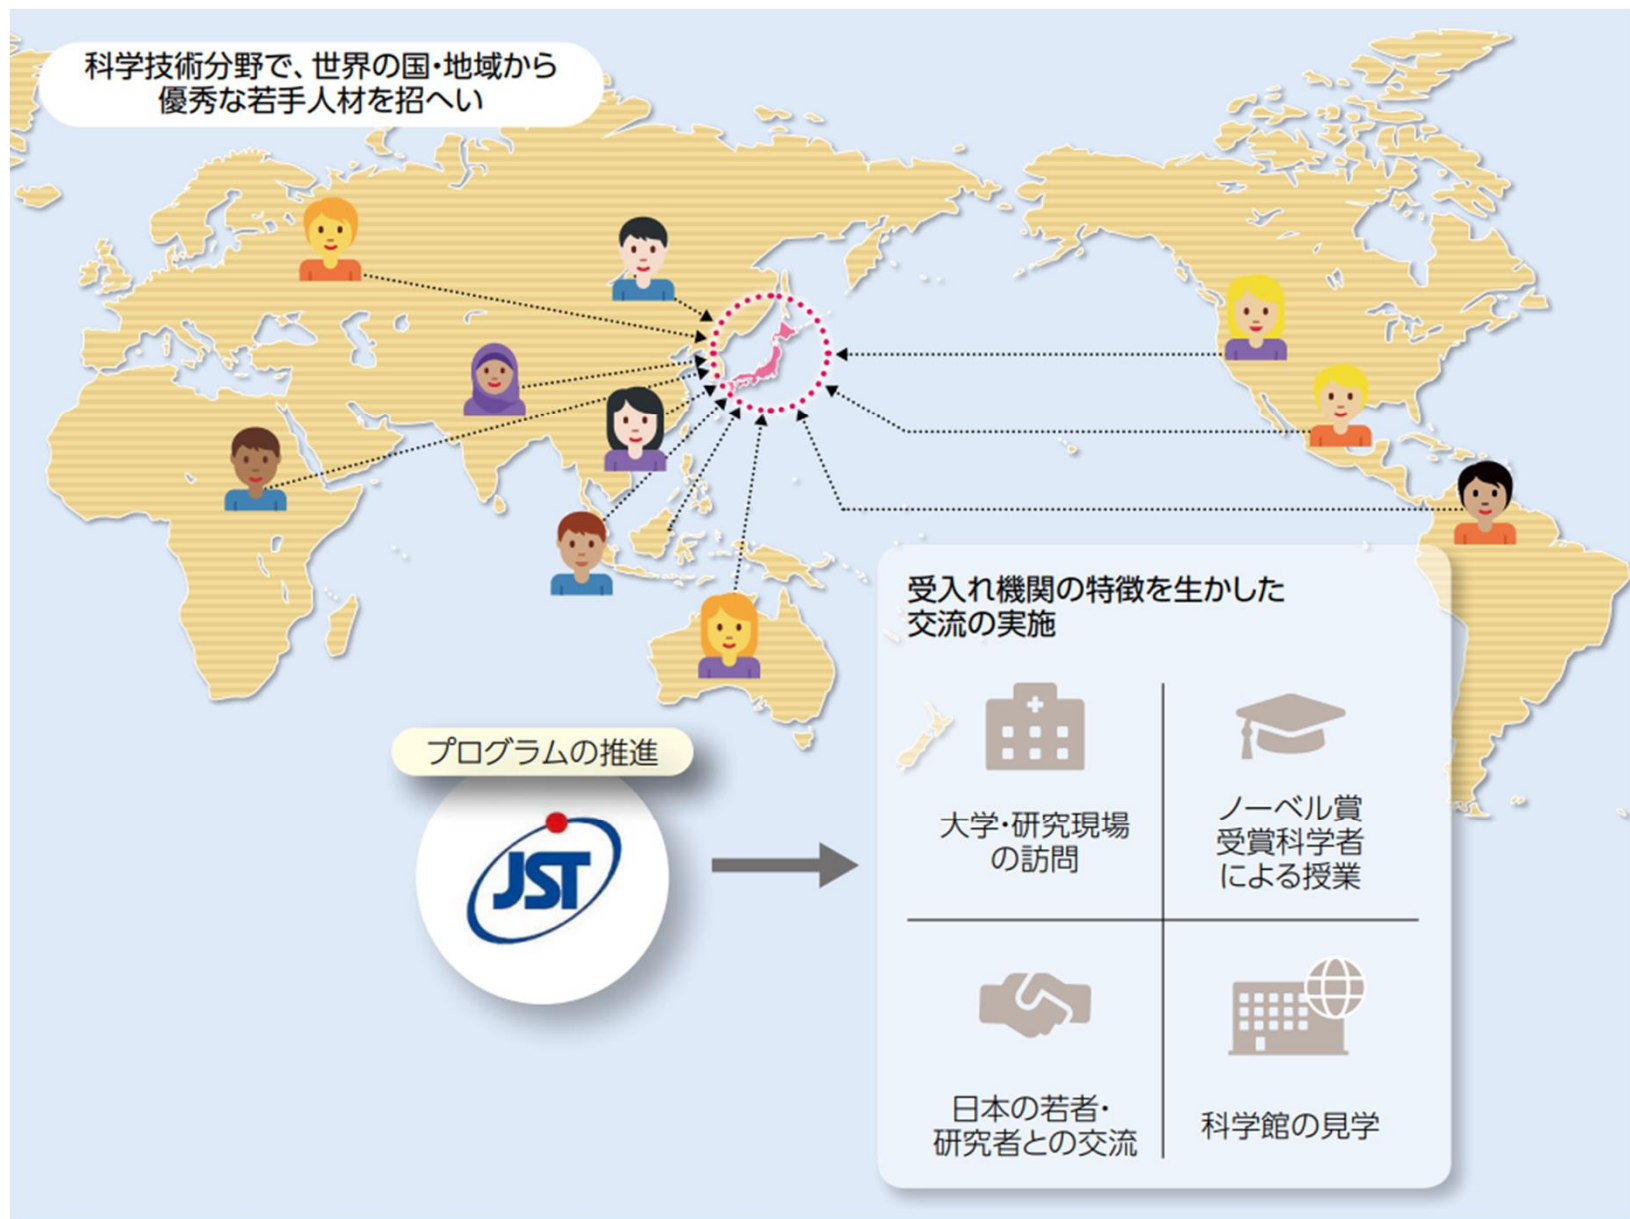 科学技術分野で、世界の国・地域から
優秀な若手人材を招へい
受入れ機関の特徴を生かした
交流の実施
大学・研究現場
の訪問
ノーベル賞
受賞科学者
による授業
プログラムの推進
JST
日本の若者・
研究者との交流
科学館の見学